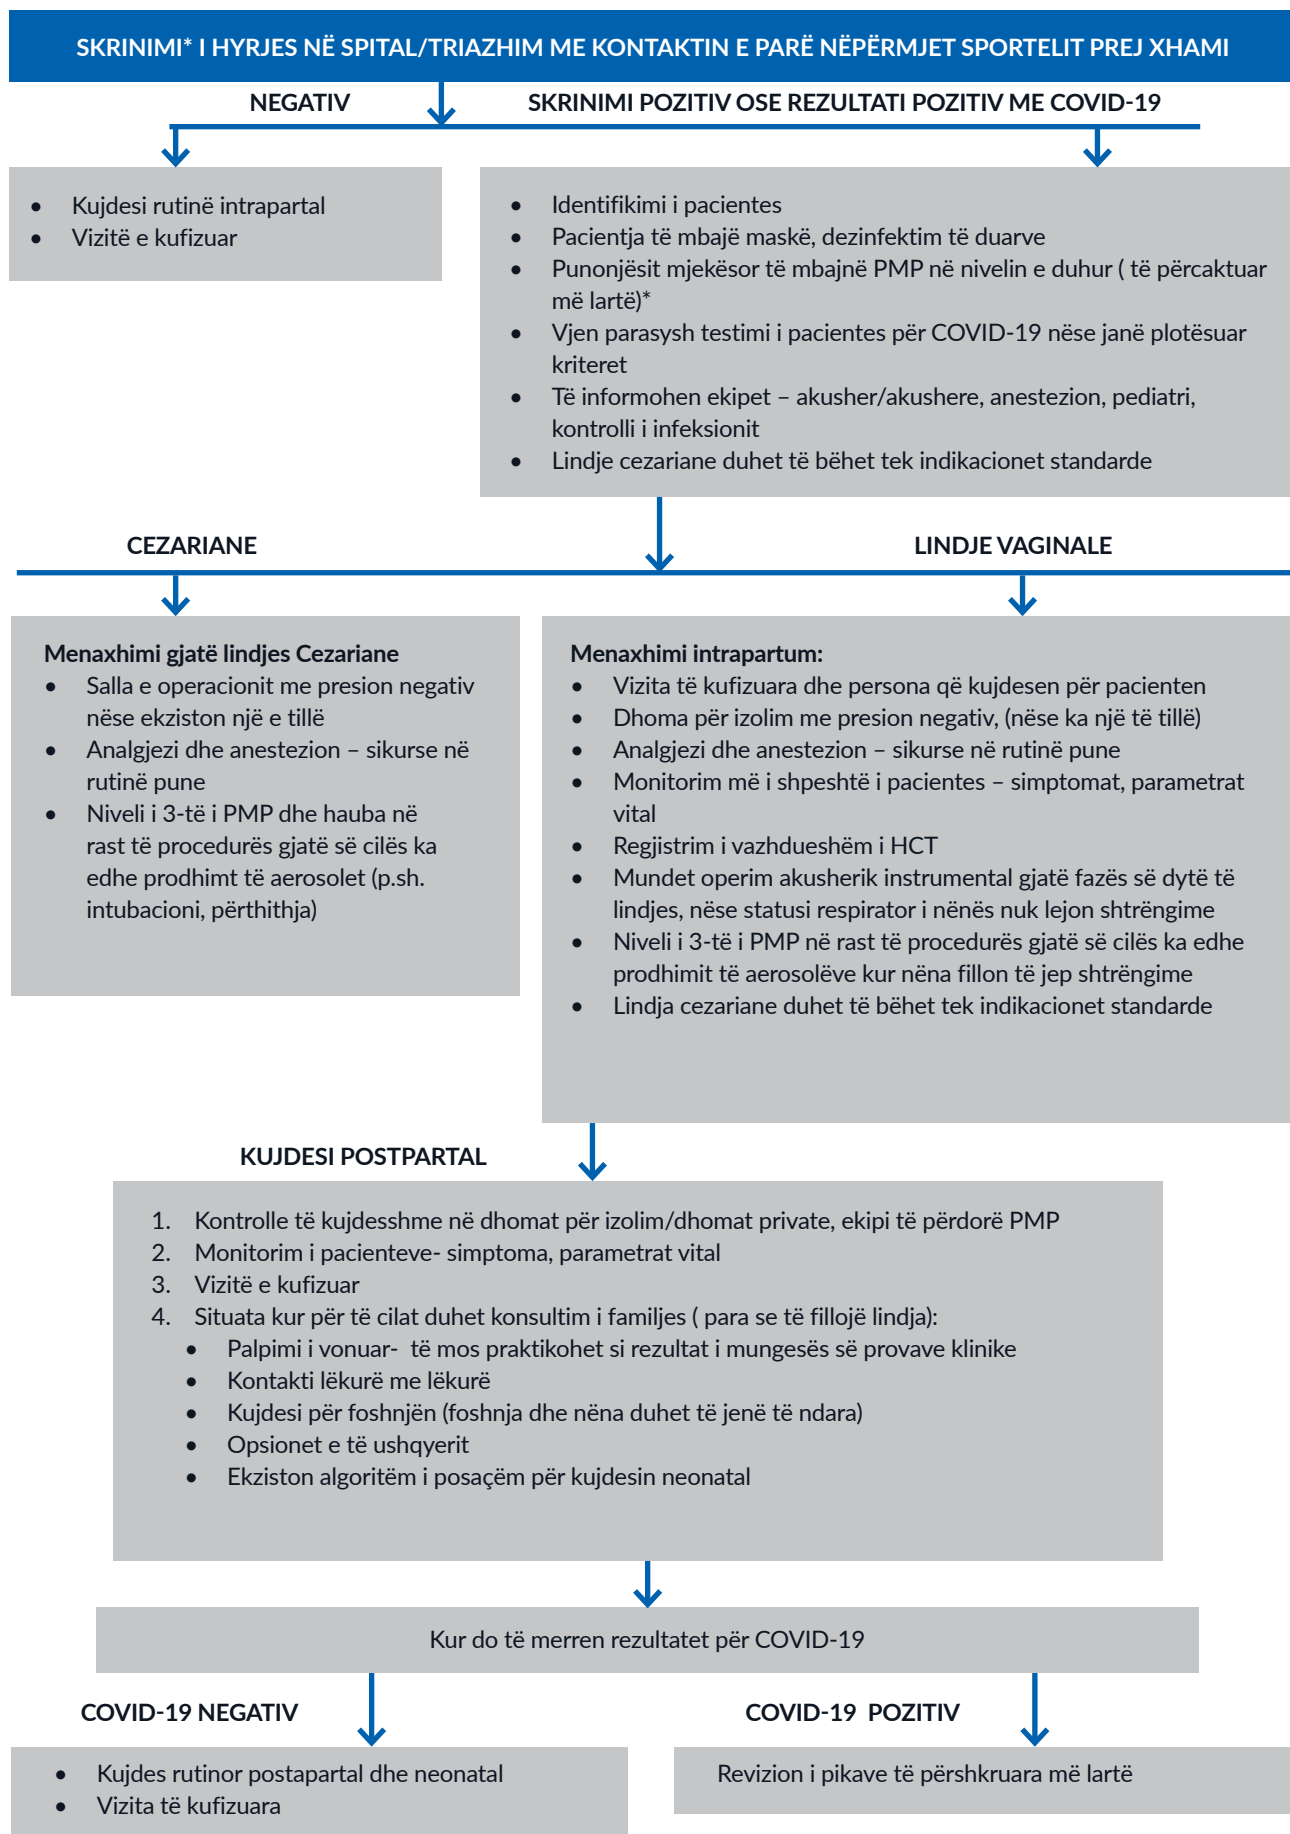 SKRINIMI* I HYRJES NË SPITAL/TRIAZHIM ME KONTAKTIN E PARË NËPËRMJET SPORTELIT PREJ XHAMI
NEGATIV
SKRINIMI POZITIV OSE REZULTATI POZITIV ME COVID-19
• Kujdesi rutinë intrapartal
• Vizitë e kufizuar
• Identifikimi i pacientes
• Pacientja të mbajë maskë, dezinfektim të duarve
• Punonjësit mjekësor të mbajnë PMP në nivelin e duhur ( të përcaktuar
më lartë)*
• Vjen parasysh testimi i pacientes për COVID-19 nëse janë plotësuar
kriteret
• Të informohen ekipet – akusher/akushere, anestezion, pediatri,
kontrolli i infeksionit
• Lindje cezariane duhet të bëhet tek indikacionet standarde
CEZARIANE
LINDJE VAGINALE
Menaxhimi gjatë lindjes Cezariane
• Salla e operacionit me presion negativ
nëse ekziston një e tillë
• Analgjezi dhe anestezion – sikurse në
rutinë pune
• Niveli i 3-të i PMP dhe hauba në
rast të procedurës gjatë së cilës ka
edhe prodhimt të aerosolet (p.sh.
intubacioni, përthithja)
Menaxhimi intrapartum:
• Vizita të kufizuara dhe persona që kujdesen për pacienten
• Dhoma për izolim me presion negativ, (nëse ka një të tillë)
• Analgjezi dhe anestezion – sikurse në rutinë pune
• Monitorim më i shpeshtë i pacientes – simptomat, parametrat
vital
• Regjistrim i vazhdueshëm i HCT
• Mundet operim akusherik instrumental gjatë fazës së dytë të
lindjes, nëse statusi respirator i nënës nuk lejon shtrëngime
• Niveli i 3-të i PMP në rast të procedurës gjatë së cilës ka edhe
prodhimit të aerosolëve kur nëna fillon të jep shtrëngime
• Lindja cezariane duhet të bëhet tek indikacionet standarde
KUJDESI POSTPARTAL
1. Kontrolle të kujdesshme në dhomat për izolim/dhomat private, ekipi të përdorë PMP
2. Monitorim i pacienteve- simptoma, parametrat vital
3. Vizitë e kufizuar
4. Situata kur për të cilat duhet konsultim i familjes ( para se të fillojë lindja):
• Palpimi i vonuar-  të mos praktikohet si rezultat i mungesës së provave klinike
• Kontakti lëkurë me lëkurë
• Kujdesi për foshnjën (foshnja dhe nëna duhet të jenë të ndara)
• Opsionet e të ushqyerit
• Ekziston algoritëm i posaçëm për kujdesin neonatal
Kur do të merren rezultatet për COVID-19
COVID-19 NEGATIV
COVID-19  POZITIV
• Kujdes rutinor postapartal dhe neonatal
• Vizita të kufizuara
Revizion i pikave të përshkruara më lartë